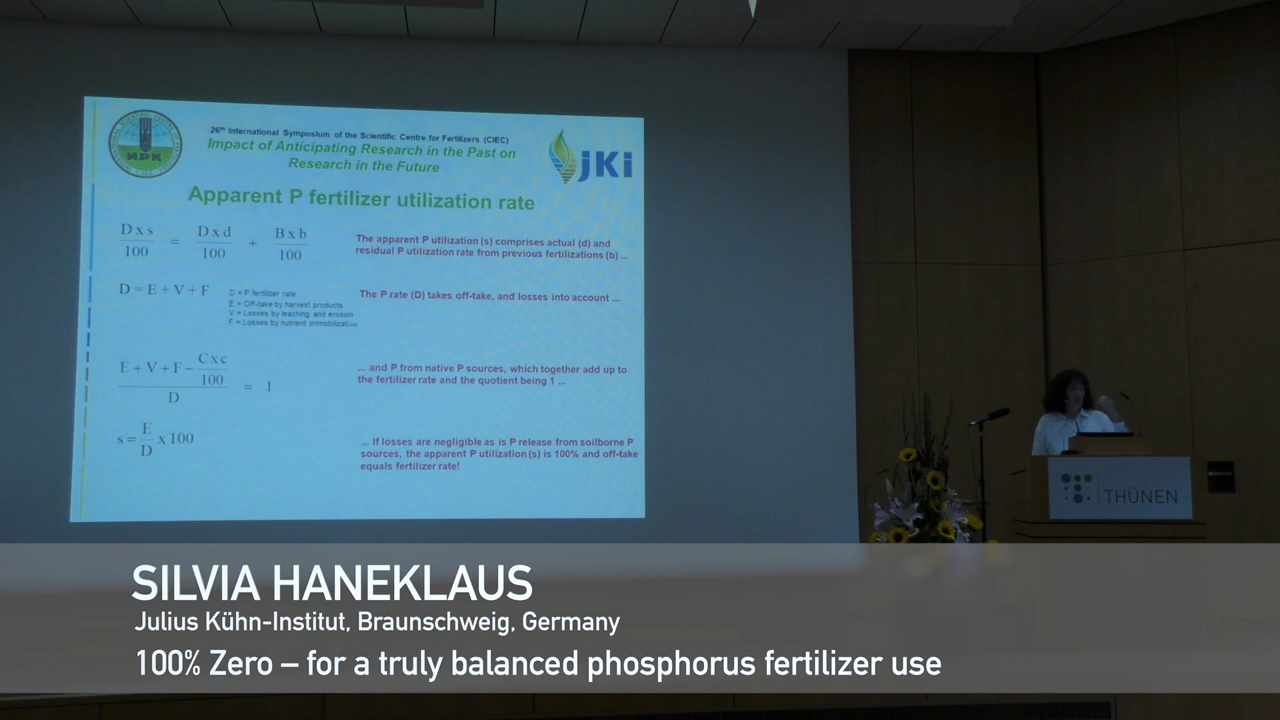 26th International Symposium of the Scientific Centre for Fertilizers (CIEC)
Impact of Anticipating Research in the Past on
Research in the Future
NPK
JKi
Apparent P fertilizer utilization rate
D x s / 100 = D x d / 100 + B x b / 100
The apparent P utilization (s) comprises actual (d) and
residual P utilization rate from previous fertilizations (b) ...
D = E + V + F
D = P fertilizer rate
E = Off-take by harvest products
V = Losses by leaching and erosion
F = Losses by nutrient immobilization
The P rate (D) takes off-take, and losses into account ...
E + V + F – C x c / 100
D
= 1
... and P from native P sources, which together add up to
the fertilizer rate and the quotient being 1 ...
s = E / D x 100
... If losses are negligible as is P release from soilborne P
sources, the apparent P utilization (s) is 100% and off-take
equals fertilizer rate!
THÜNEN
SILVIA HANEKLAUS
Julius Kühn-Institut, Braunschweig, Germany
100% Zero – for a truly balanced phosphorus fertilizer use